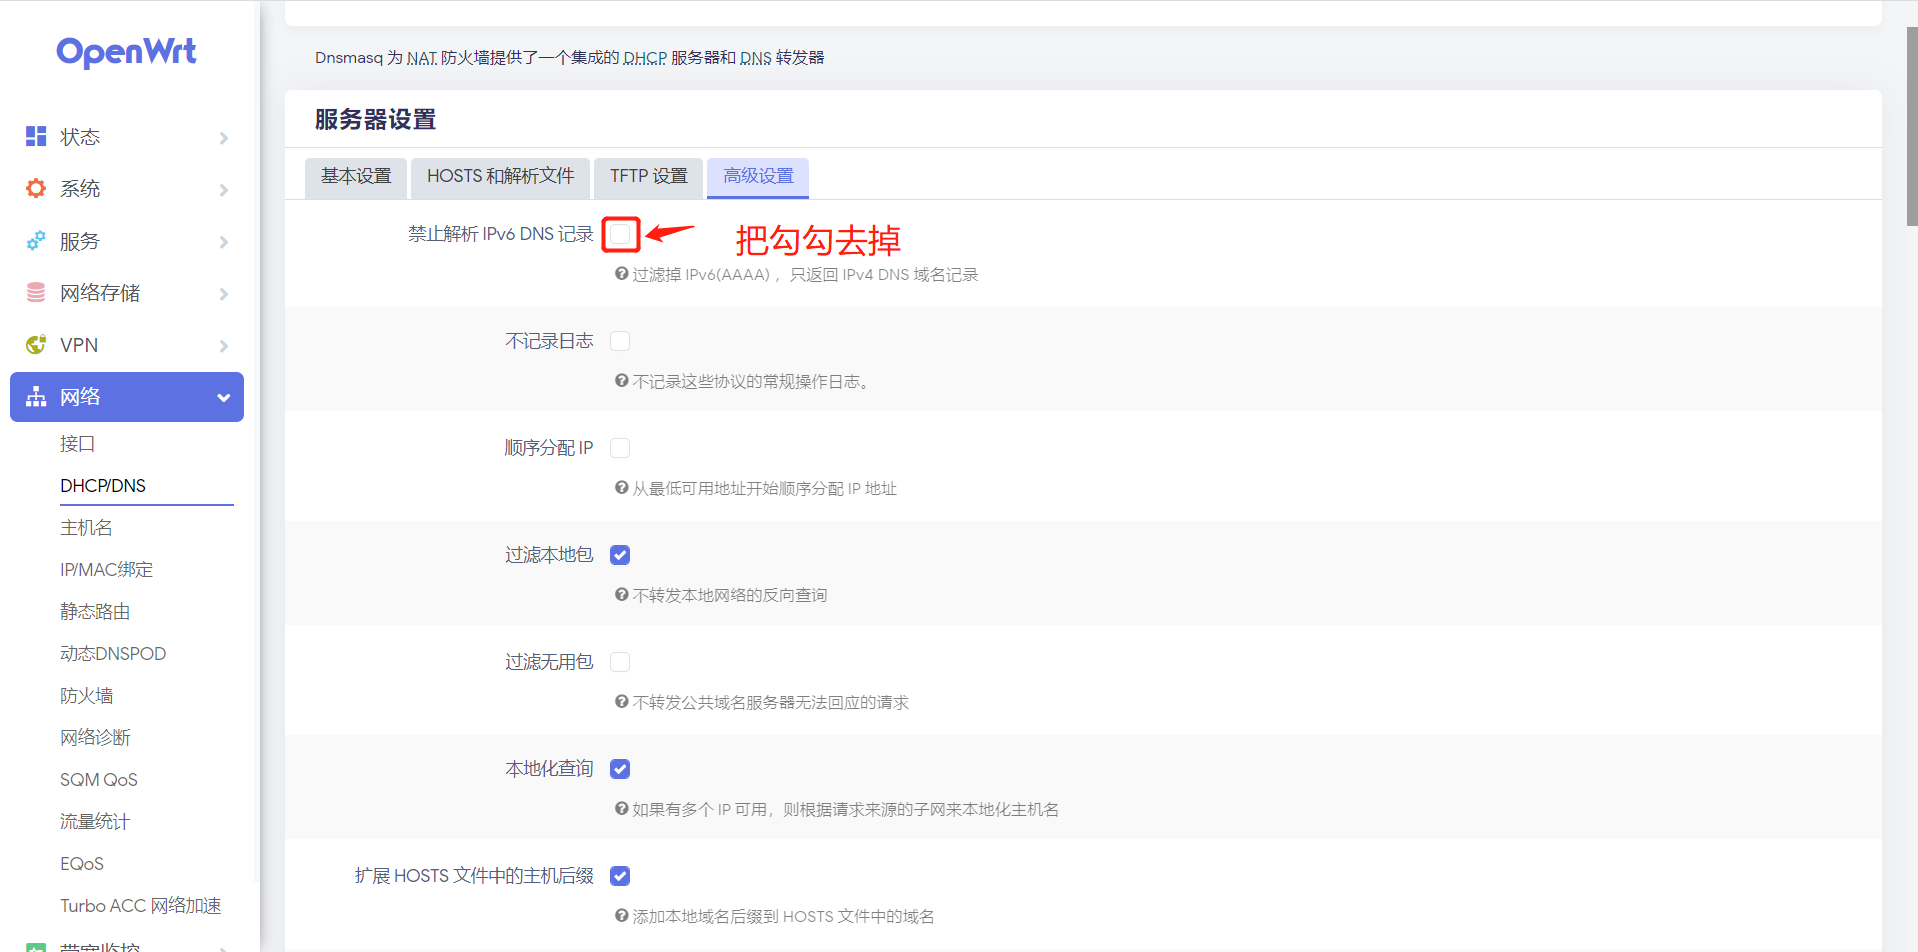 OpenWrt
状态
系统
服务
网络存储
VPN
网络
接口
DHCP/DNS
主机名
IP/MAC绑定
静态路由
动态DNSPOD
防火墙
网络诊断
SQM QoS
流量统计
EQoS
Turbo ACC 网络加速
带宽监控
Dnsmasq 为 NAT 防火墙提供了一个集成的 DHCP 服务器和 DNS 转发器
服务器设置
基本设置 HOSTS 和解析文件 TFTP 设置 高级设置
禁止解析 IPv6 DNS 记录 把勾勾去掉
过滤掉 IPv6(AAAA) ，只返回 IPv4 DNS 域名记录
不记录日志
不记录这些协议的常规操作日志。
顺序分配 IP
从最低可用地址开始顺序分配 IP 地址
过滤本地包
不转发本地网络的反向查询
过滤无用包
不转发公共域名服务器无法回应的请求
本地化查询
如果有多个 IP 可用，则根据请求来源的子网来本地化主机名
扩展 HOSTS 文件中的主机后缀
添加本地域名后缀到 HOSTS 文件中的域名